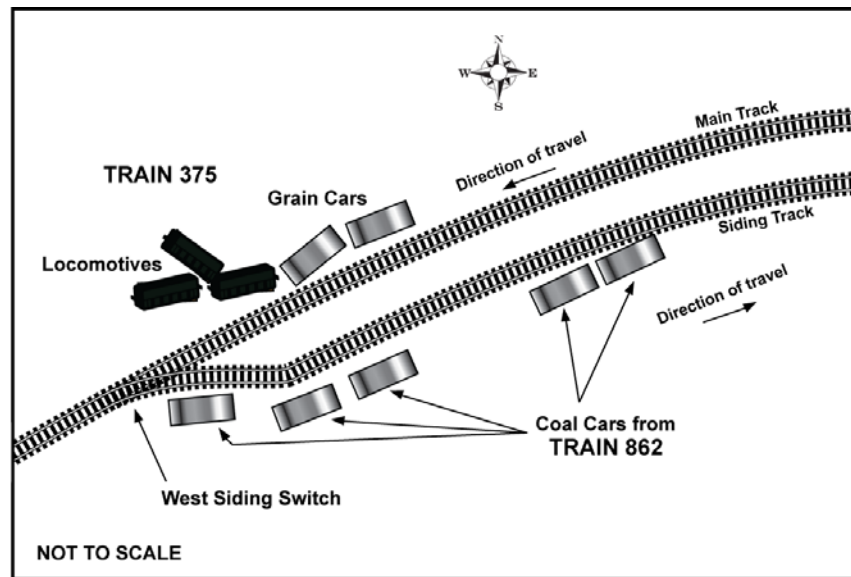 N
W E
S
Main Track
Direction of travel
TRAIN 375
Grain Cars
Siding Track
Locomotives
Direction of travel
Coal Cars from
TRAIN 862
West Siding Switch
NOT TO SCALE